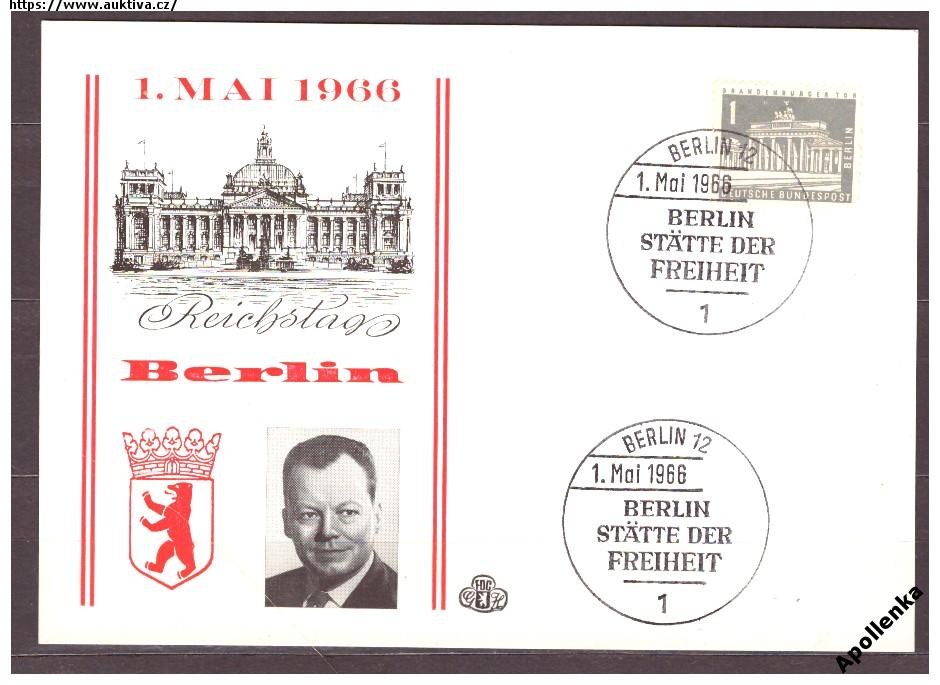 https://www.auktiva.cz/
1. MAI 1966
Reichstag
Berlin
FDC
G H
BRANDENBURGER TOR
1
BERLIN
DEUTSCHE BUNDESPOST
BERLIN 12
1. Mai 1966
BERLIN
STÄTTE DER
FREIHEIT
1
BERLIN 12
1. Mai 1966
BERLIN
STÄTTE DER
FREIHEIT
1
Apollenka